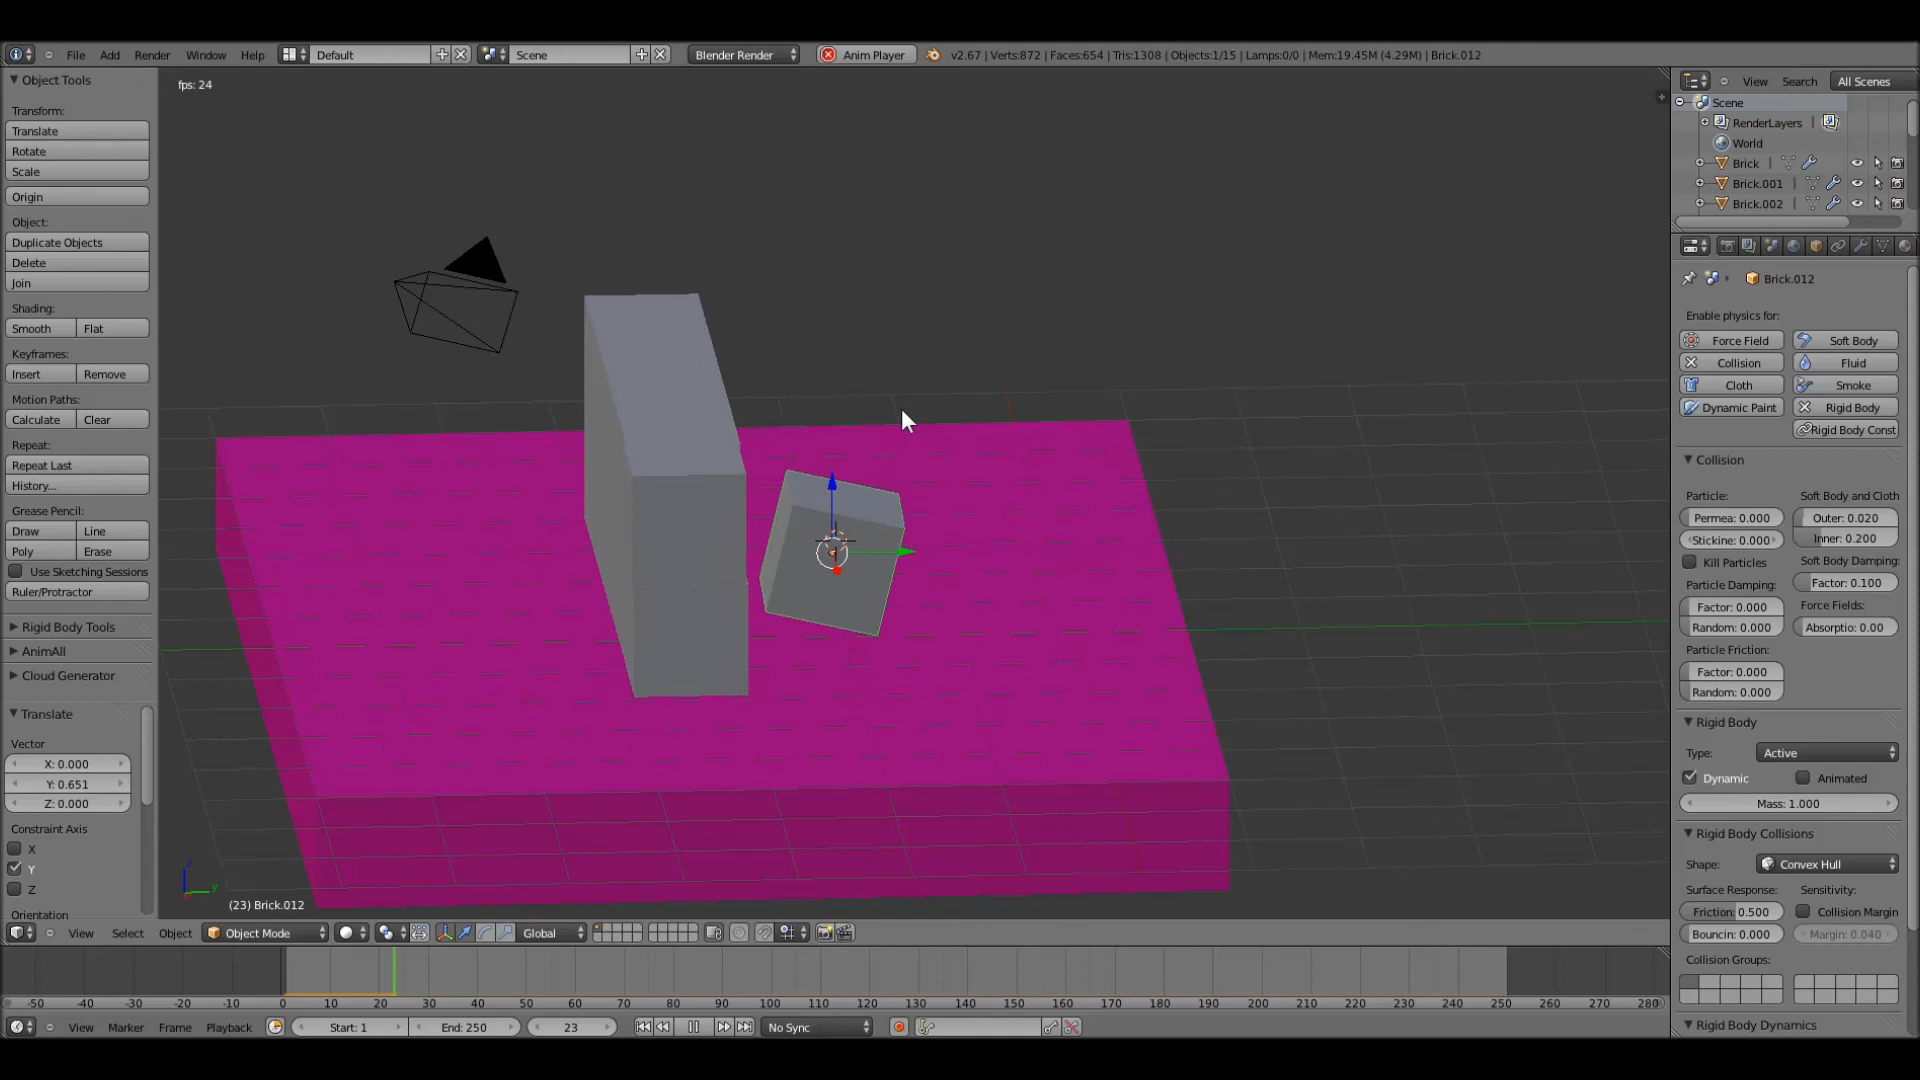 File Add Render Window Help Default Scene Blender Render Anim Player v2.67 | Verts:872 | Faces:654 | Tris:1308 | Objects:1/15 | Lamps:0/0 | Mem:19.45M (4.29M) | Brick.012
Object Tools
Transform:
Translate
Rotate
Scale
Origin
Object:
Duplicate Objects
Delete
Join
Shading:
Smooth Flat
Keyframes:
Insert Remove
Motion Paths:
Calculate Clear
Repeat:
Repeat Last
History...
Grease Pencil:
Draw Line
Poly Erase
Use Sketching Sessions
Ruler/Protractor
Rigid Body Tools
AnimAll
Cloud Generator
Translate
Vector
X: 0.000
Y: 0.651
Z: 0.000
Constraint Axis
X
Y
Z
Orientation
fps: 24
z
y
(23) Brick.012
View Select Object Object Mode Global
View Search All Scenes
Scene
RenderLayers
World
Brick
Brick.001
Brick.002
Brick.012
Enable physics for:
Force Field Soft Body
Collision Fluid
Cloth Smoke
Dynamic Paint Rigid Body
Rigid Body Const
Collision
Particle: Soft Body and Cloth
Permea: 0.000 Outer: 0.020
Stickine: 0.000 Inner: 0.200
Kill Particles Soft Body Damping:
Particle Damping: Factor: 0.100
Factor: 0.000 Force Fields:
Random: 0.000 Absorptio: 0.00
Particle Friction:
Factor: 0.000
Random: 0.000
Rigid Body
Type: Active
Dynamic Animated
Mass: 1.000
Rigid Body Collisions
Shape: Convex Hull
Surface Response: Sensitivity:
Friction: 0.500 Collision Margin
Bouncin: 0.000 Margin: 0.040
Collision Groups:
Rigid Body Dynamics
-50 -40 -30 -20 -10 0 10 20 30 40 50 60 70 80 90 100 110 120 130 140 150 160 170 180 190 200 210 220 230 240 250 260 270 280
View Marker Frame Playback Start: 1 End: 250 23 No Sync